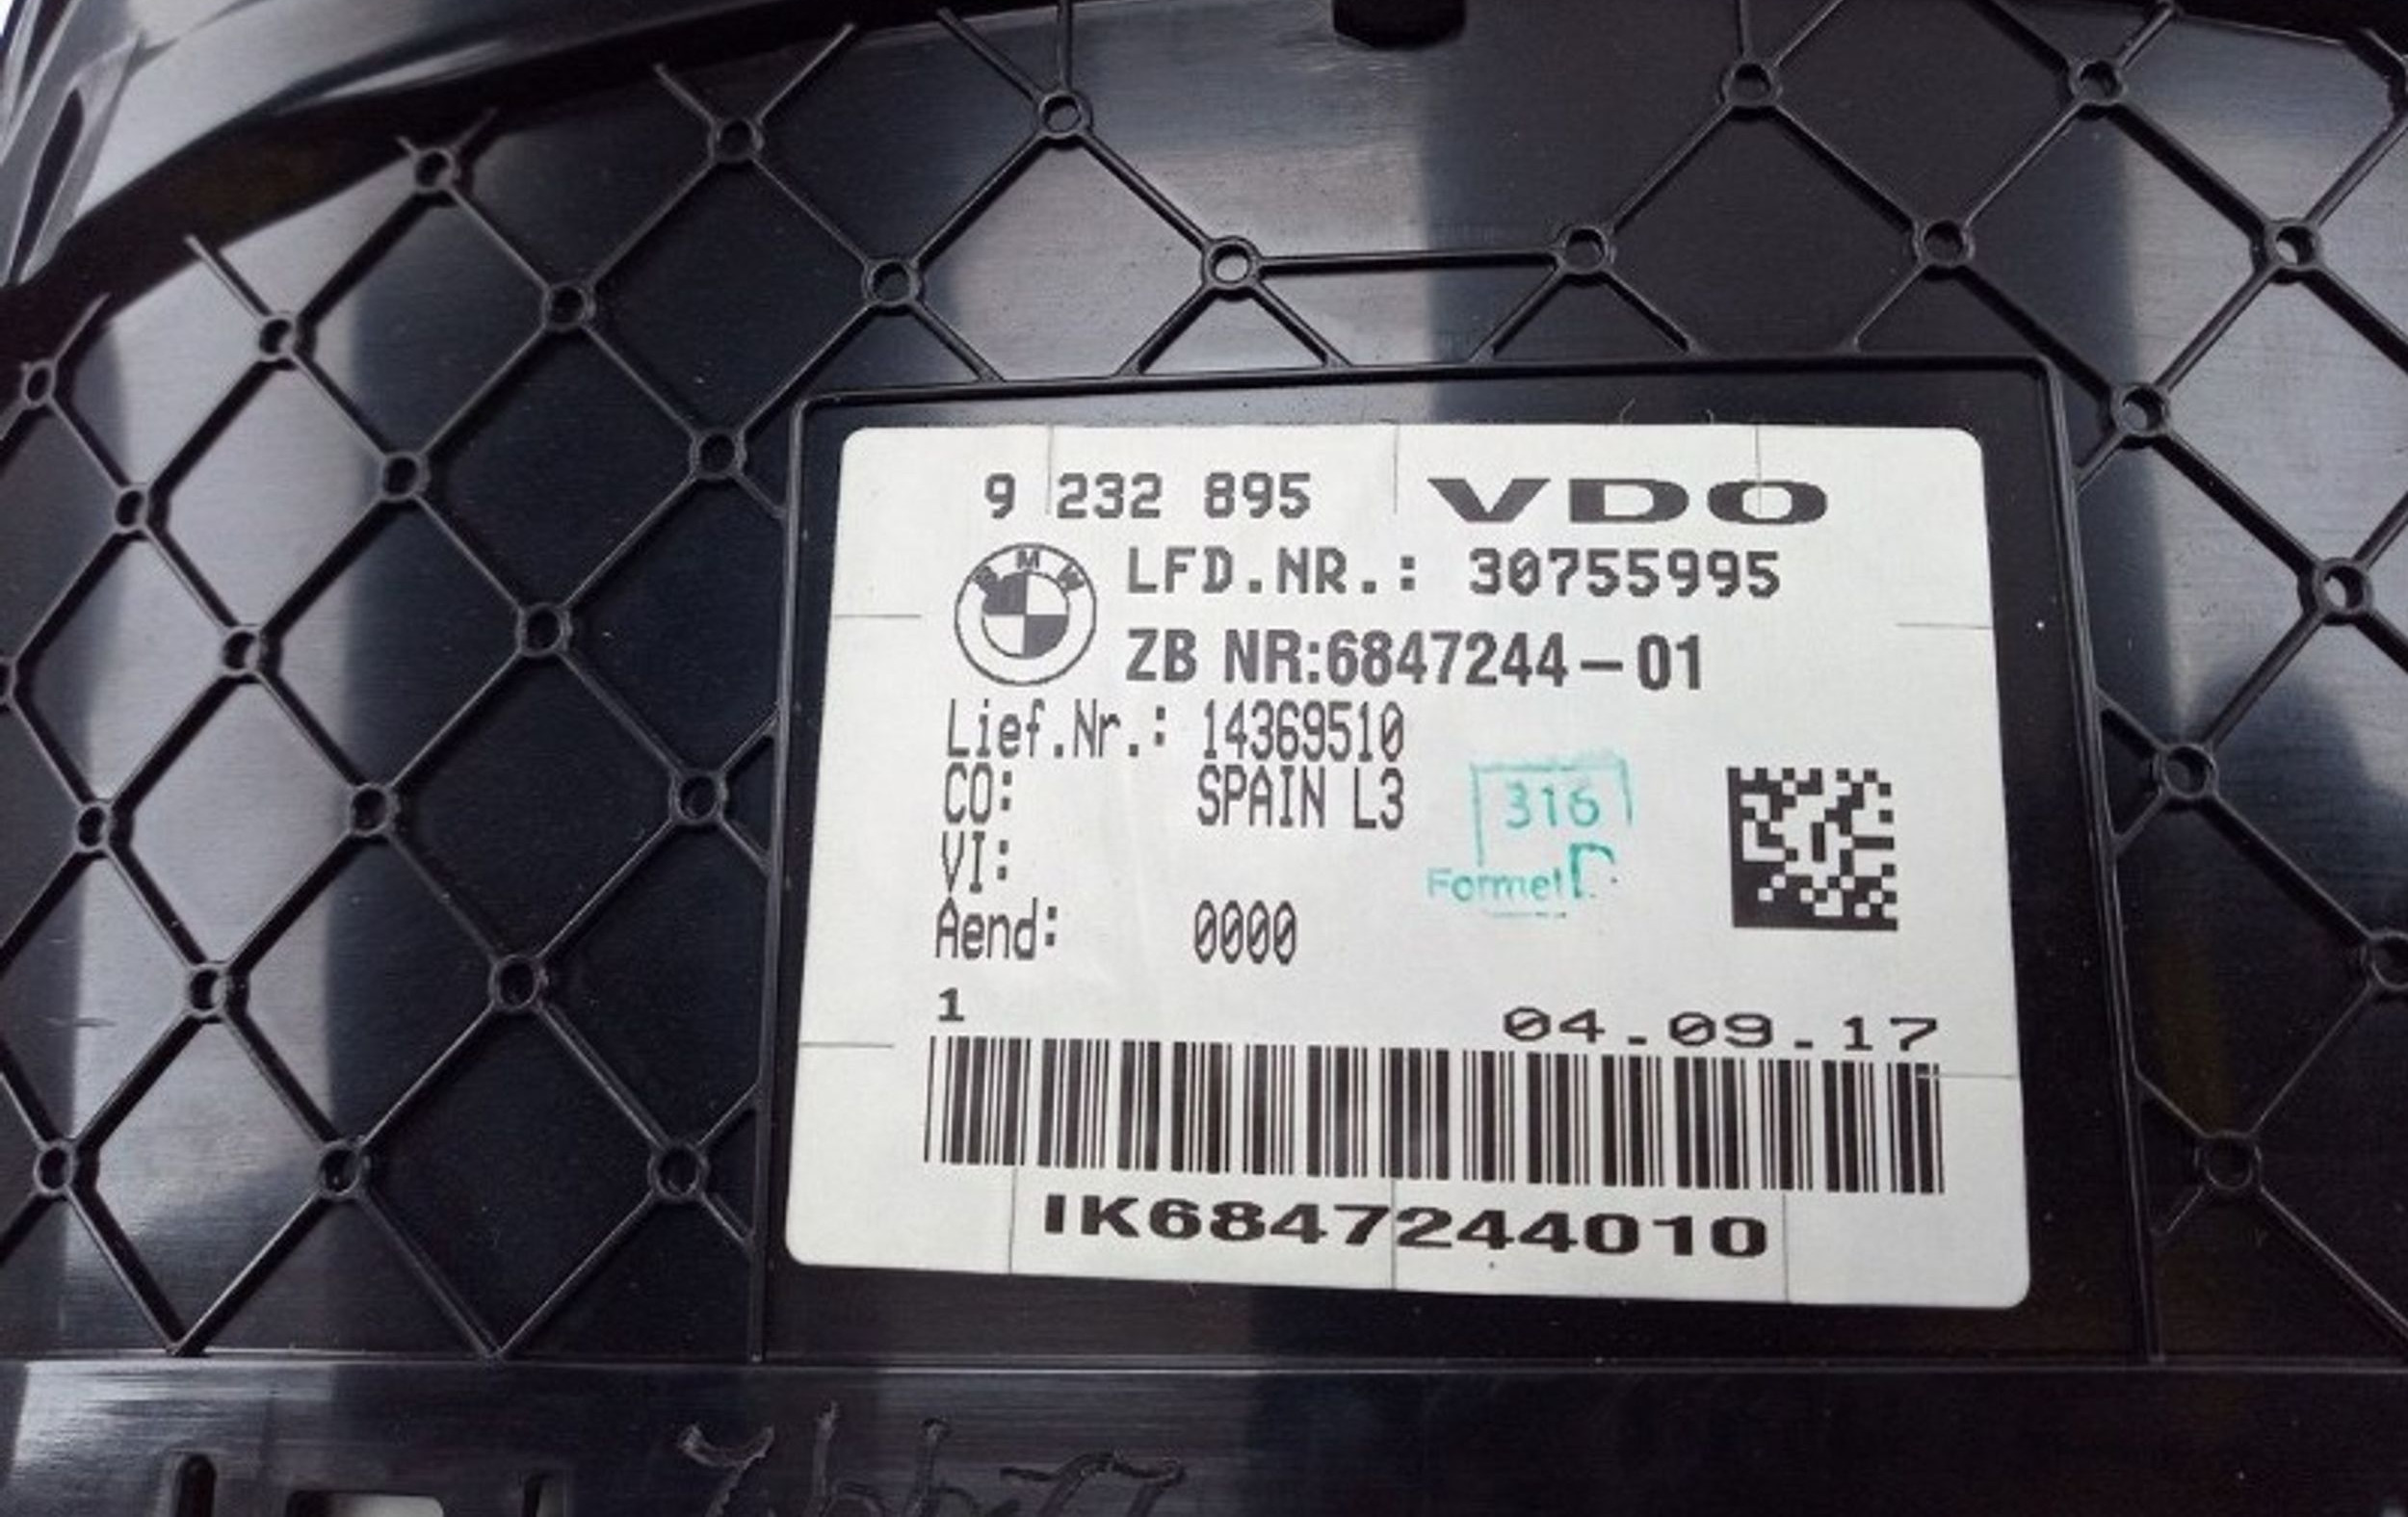 9 232 895 VDO
BMW
LFD.NR.: 30755995
ZB NR:6847244-01
Lief.Nr.: 14369510
CO: SPAIN L3
316
VI:
Formel D
Aend: 0000
1
04.09.17
IK6847244010